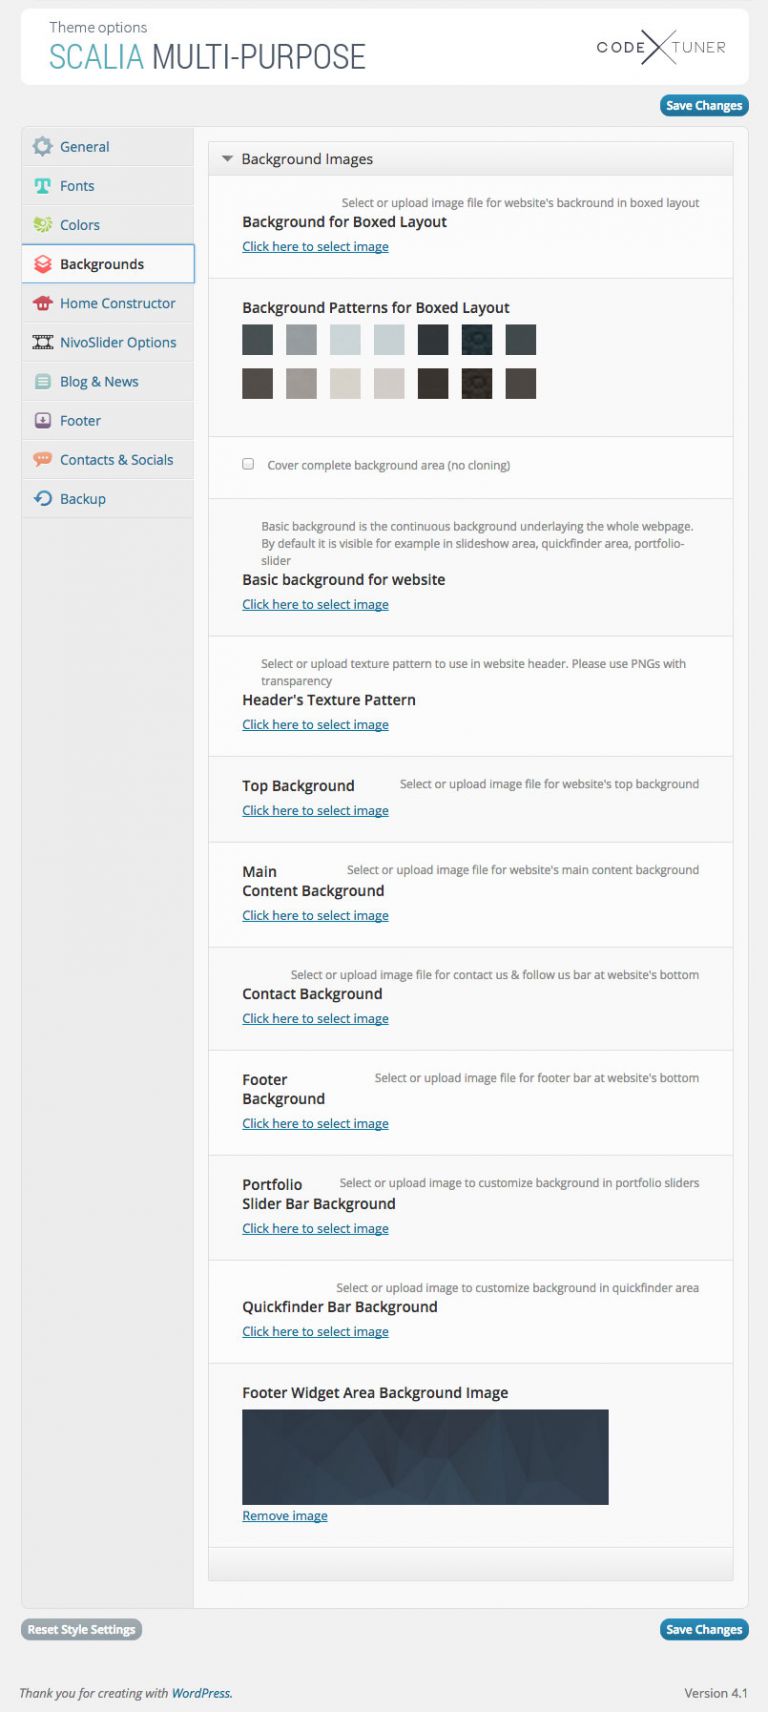 Theme options
SCALIA MULTI-PURPOSE
CODE X TUNER
Save Changes
General
Fonts
Colors
Backgrounds
Home Constructor
NivoSlider Options
Blog & News
Footer
Contacts & Socials
Backup
Background Images
Select or upload image file for website's backround in boxed layout
Background for Boxed Layout
Click here to select image
Background Patterns for Boxed Layout
Cover complete background area (no cloning)
Basic background is the continuous background underlaying the whole webpage.
By default it is visible for example in slideshow area, quickfinder area, portfolio-
slider
Basic background for website
Click here to select image
Select or upload texture pattern to use in website header. Please use PNGs with
transparency
Header's Texture Pattern
Click here to select image
Top Background
Select or upload image file for website's top background
Click here to select image
Main
Select or upload image file for website's main content background
Content Background
Click here to select image
Select or upload image file for contact us & follow us bar at website's bottom
Contact Background
Click here to select image
Footer
Select or upload image file for footer bar at website's bottom
Background
Click here to select image
Portfolio
Select or upload image to customize background in portfolio sliders
Slider Bar Background
Click here to select image
Select or upload image to customize background in quickfinder area
Quickfinder Bar Background
Click here to select image
Footer Widget Area Background Image
Remove image
Reset Style Settings
Save Changes
Thank you for creating with WordPress.
Version 4.1